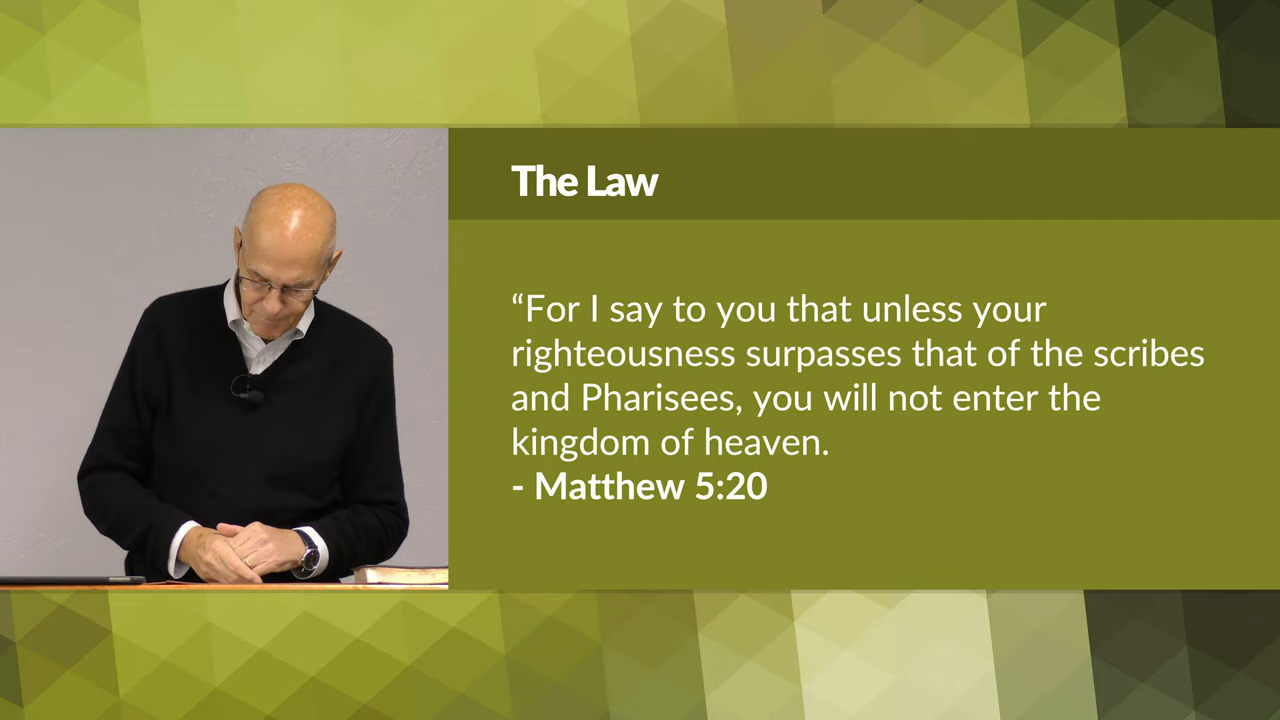 The Law
“For I say to you that unless your
righteousness surpasses that of the scribes
and Pharisees, you will not enter the
kingdom of heaven.
- Matthew 5:20